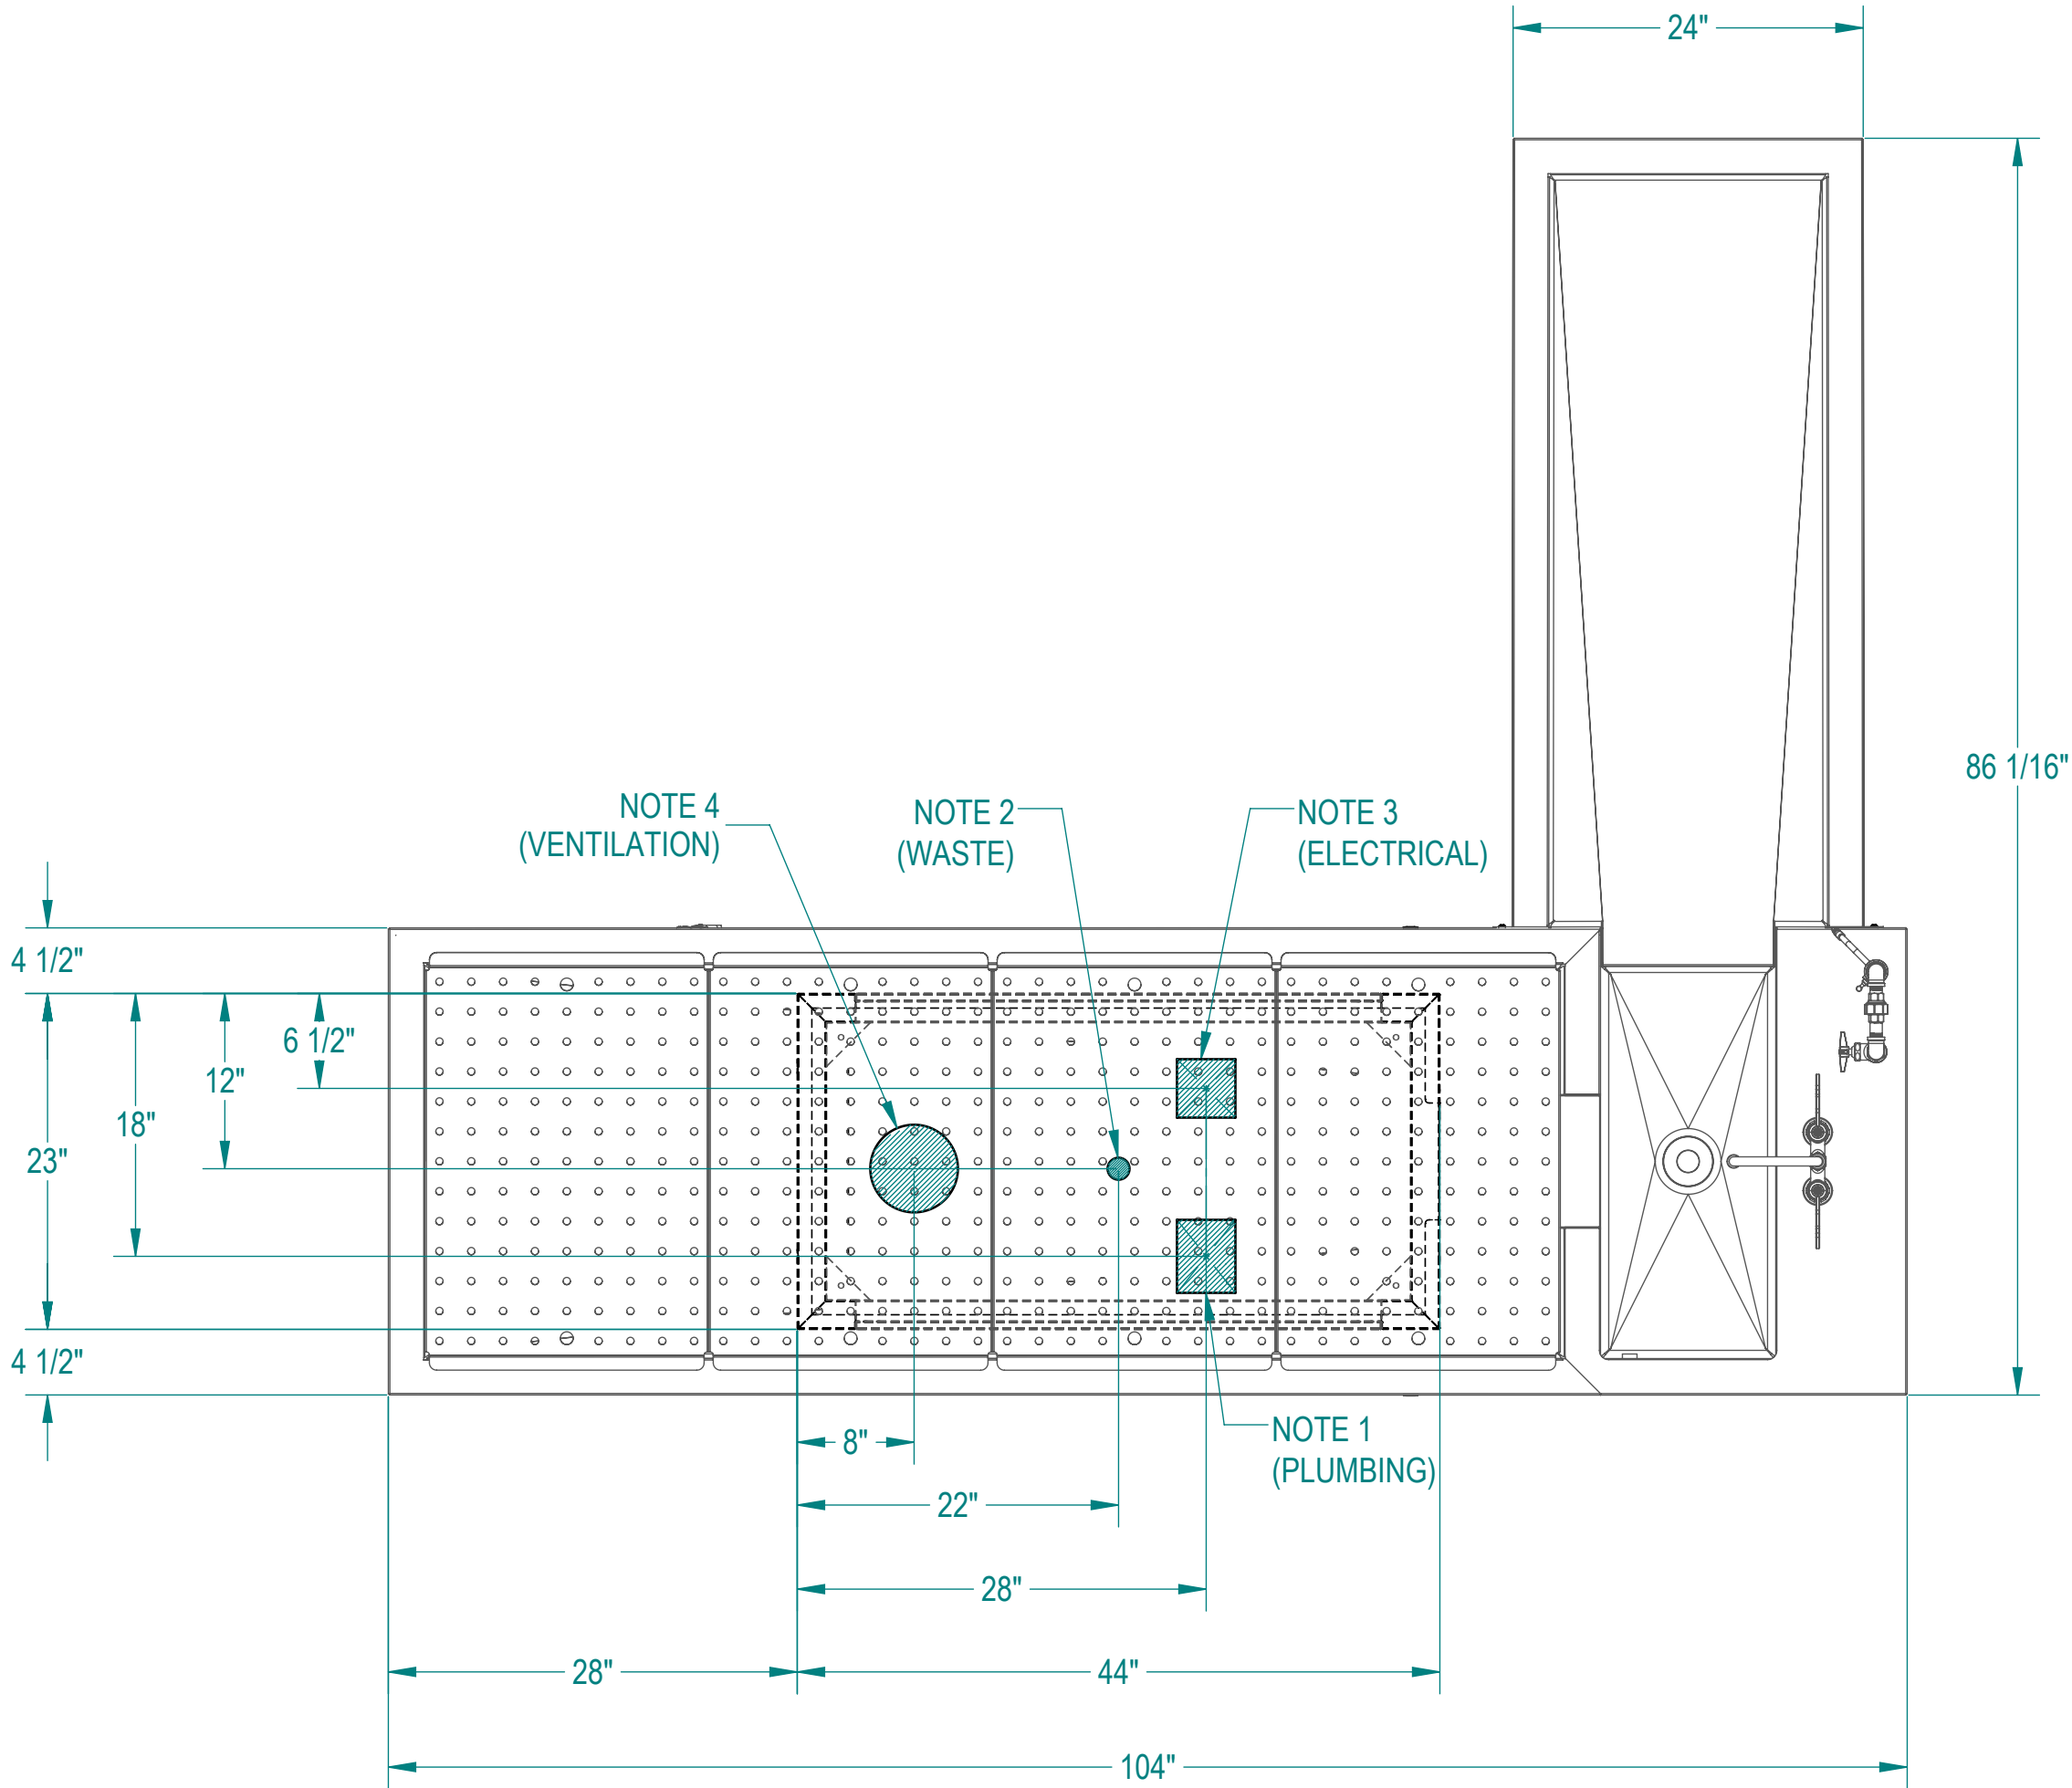 24"
86 1/16"
NOTE 4
(VENTILATION)
NOTE 2
(WASTE)
NOTE 3
(ELECTRICAL)
4 1/2"
6 1/2"
12"
18"
23"
4 1/2"
NOTE 1
(PLUMBING)
8"
22"
28"
28"
44"
104"